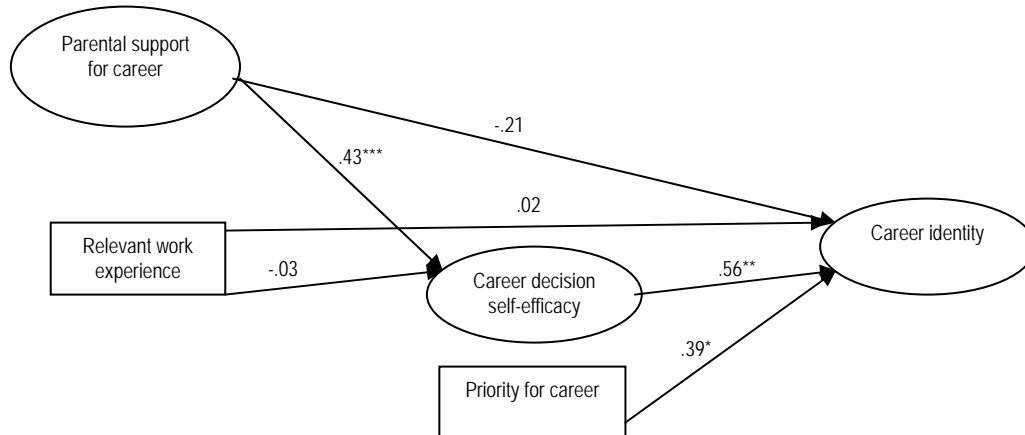 Parental support
for career
-.21
.43***
.02
Relevant work
experience
Career identity
-.03
Career decision
self-efficacy
.56**
.39*
Priority for career